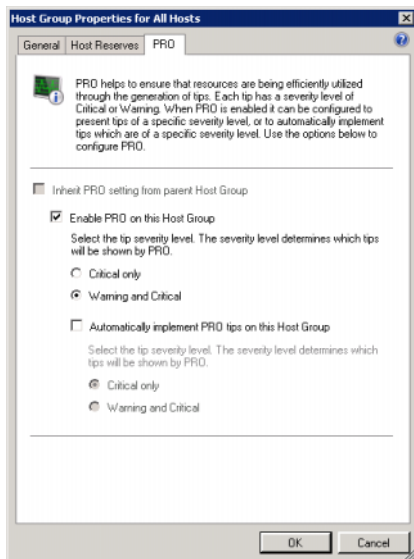 Host Group Properties for All Hosts
General
Host Reserves
PRO
PRO helps to ensure that resources are being efficiently utilized
through the generation of tips. Each tip has a severity level of
Critical or Warning. When PRO is enabled it can be configured to
present tips of a specific severity level, or to automatically implement
tips which are of a specific severity level. Use the options below to
configure PRO.
Inherit PRO setting from parent Host Group
Enable PRO on this Host Group
Select the tip severity level. The severity level determines which tips
will be shown by PRO.
Critical only
Warning and Critical
Automatically implement PRO tips on this Host Group
Select the tip severity level. The severity level determines which
tips will be shown by PRO.
Critical only
Warning and Critical
OK
Cancel